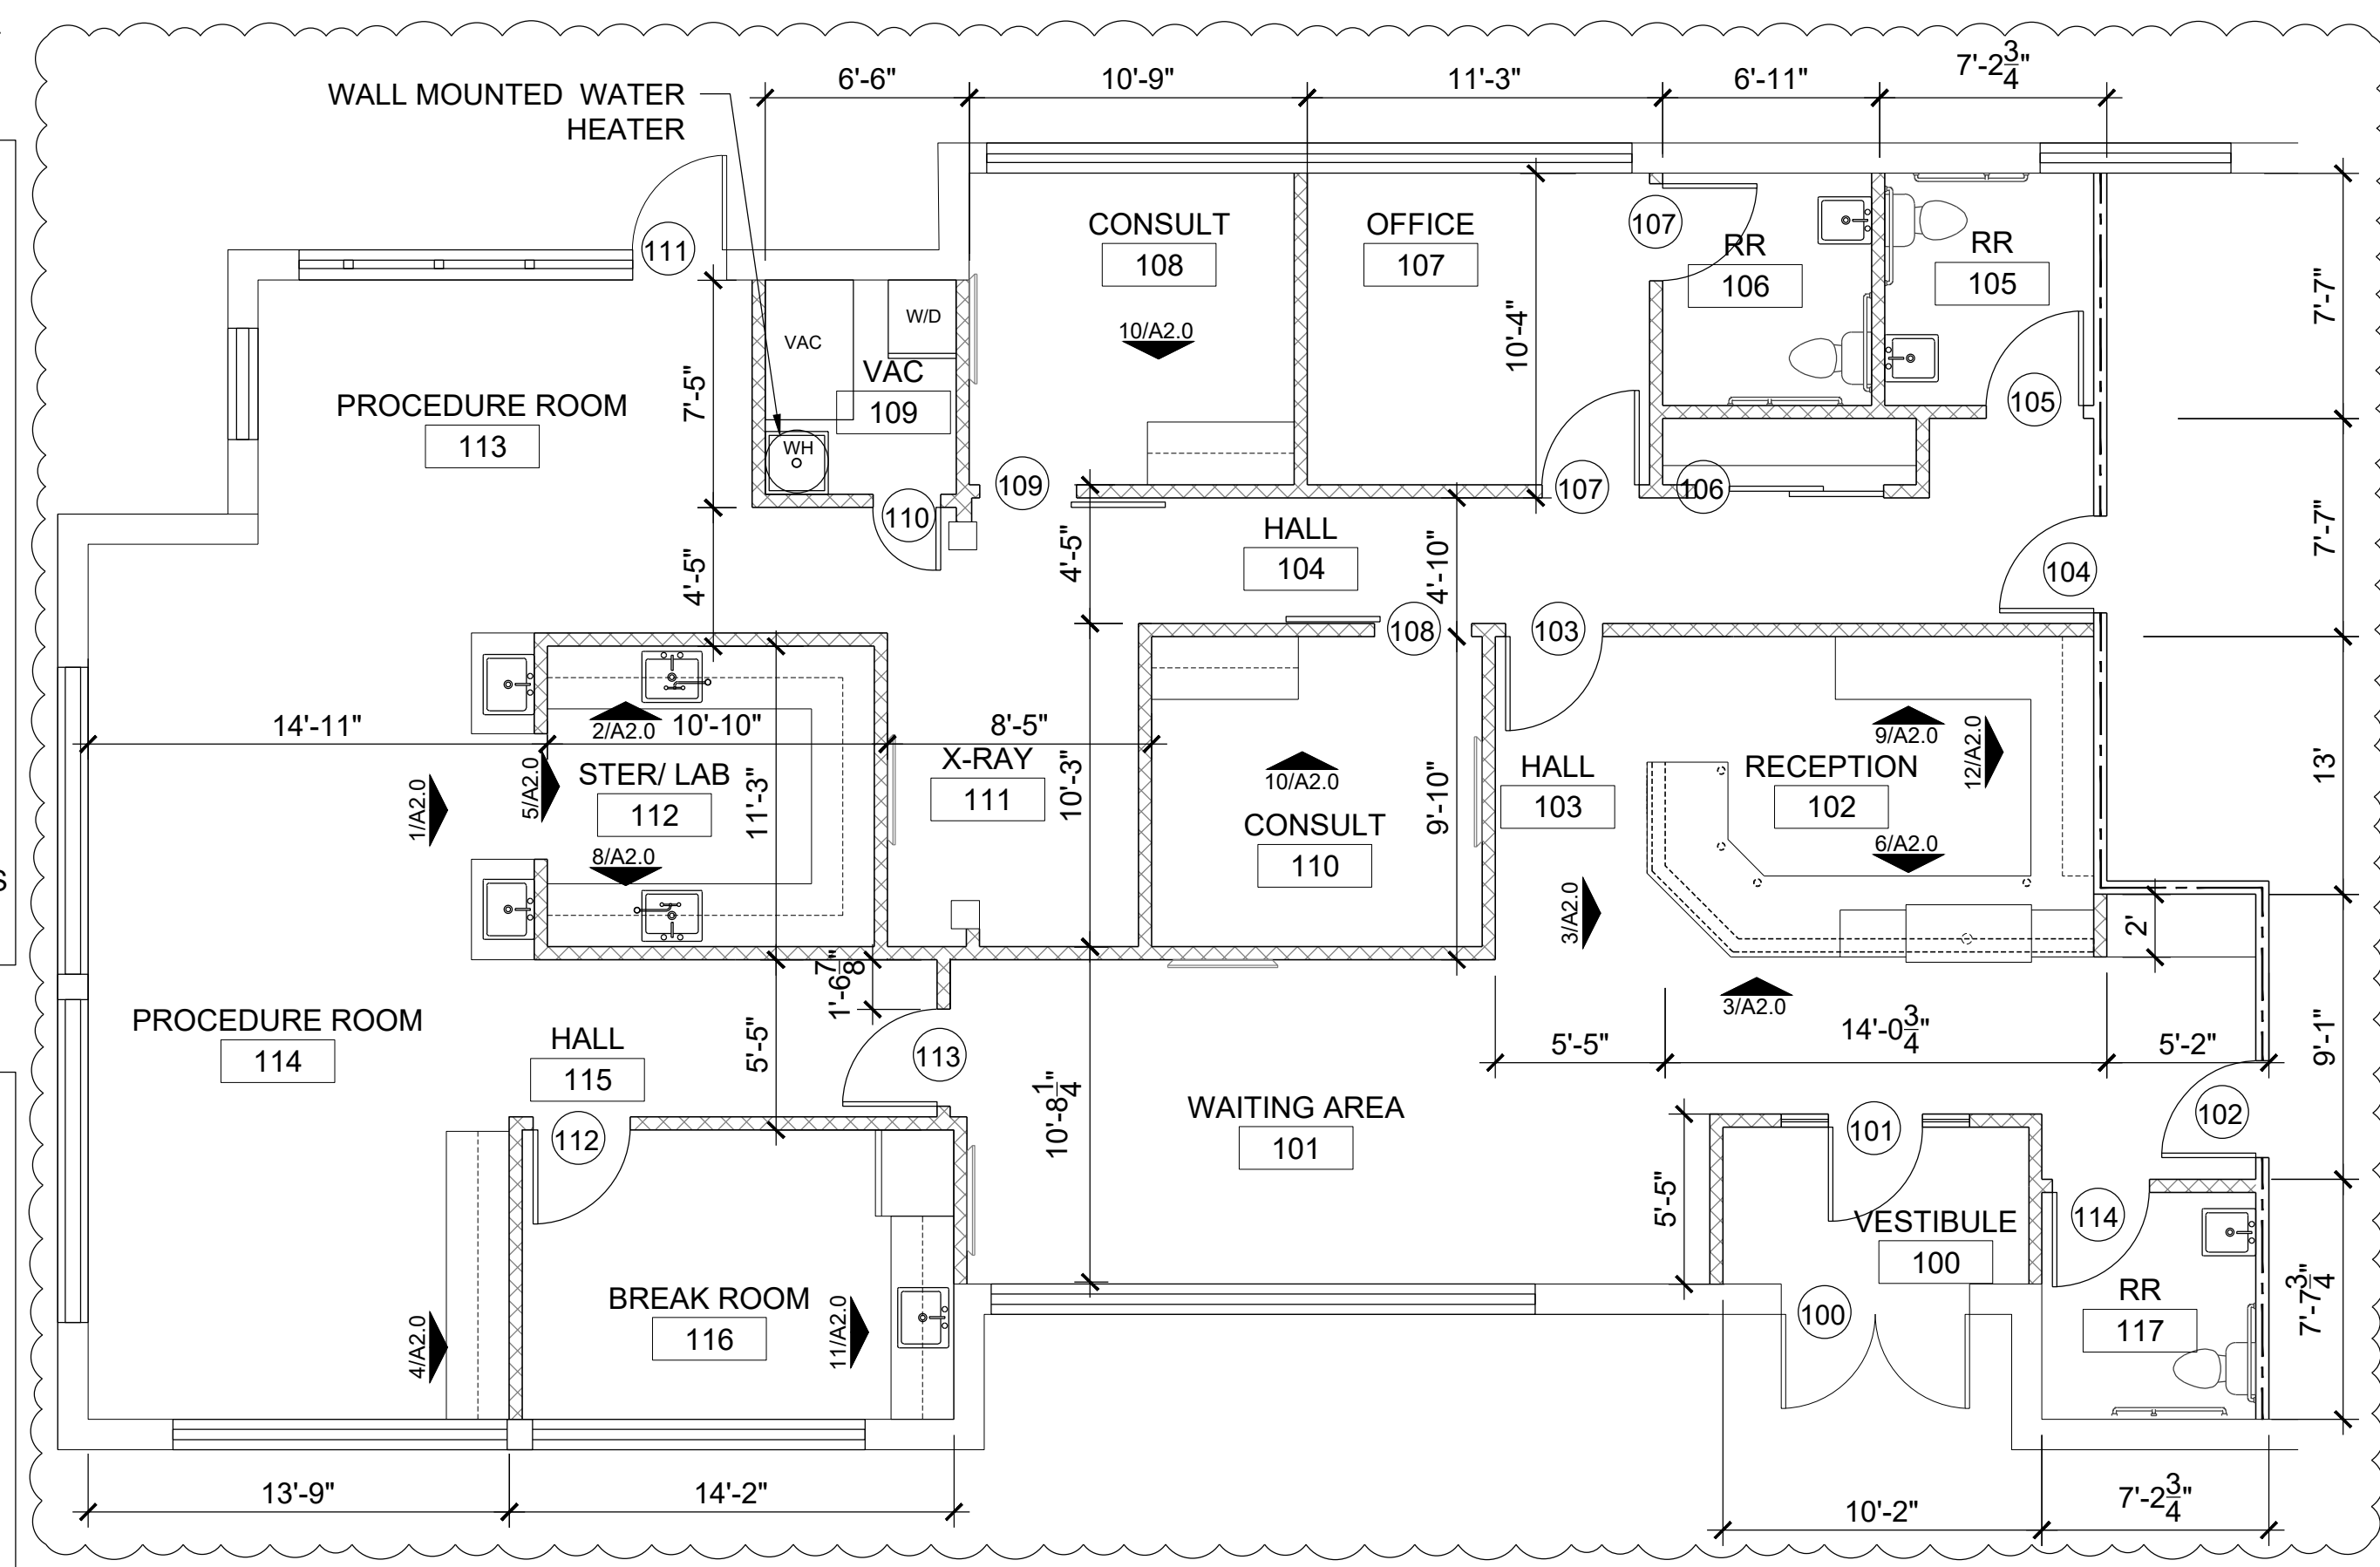 6'-6"
10'-9"
11'-3"
6'-11"
7'-2 3/4"
WALL MOUNTED WATER
HEATER
111
CONSULT
108
10/A2.0
OFFICE
107
10'-4"
107
RR
106
RR
105
7'-7"
PROCEDURE ROOM
113
7'-5"
VAC
W/D
VAC
109
WH
110
109
107
106
105
4'-5"
4'-5"
HALL
104
4'-10"
108
103
104
7'-7"
14'-11"
2/A2.0
10'-10"
8'-5"
1/A2.0
5/A2.0
STER/ LAB
112
11'-3"
8/A2.0
X-RAY
111
10'-3"
10/A2.0
CONSULT
110
9'-10"
HALL
103
3/A2.0
RECEPTION
102
9/A2.0
12/A2.0
6/A2.0
13'
S
2'
3/A2.0
1'-6 7/8"
PROCEDURE ROOM
114
HALL
115
5'-5"
113
112
10'-8 1/4"
WAITING AREA
101
5'-5"
14'-0 3/4"
5'-2"
9'-1"
101
102
5'-5"
VESTIBULE
100
114
100
RR
117
7'-7 3/4"
BREAK ROOM
116
4/A2.0
11/A2.0
13'-9"
14'-2"
10'-2"
7'-2 3/4"